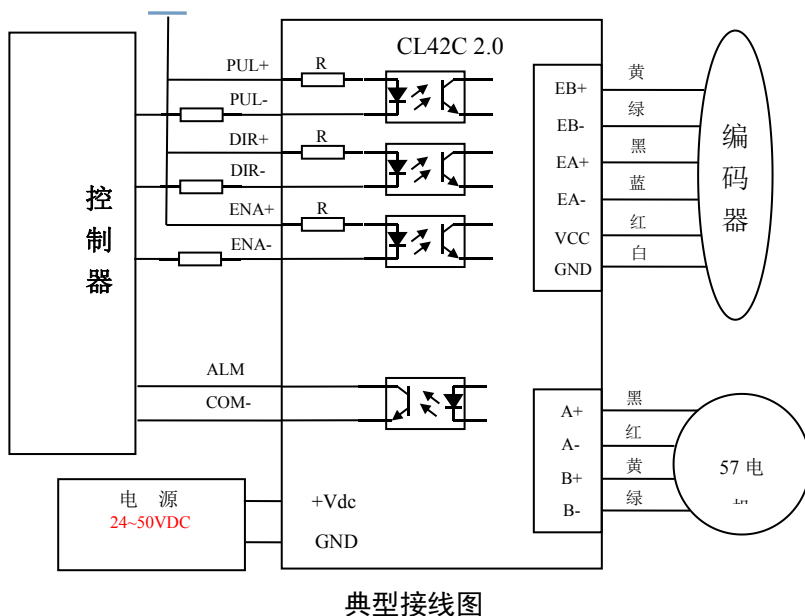 CL42C 2.0
控制器
PUL+
R
PUL-
DIR+
R
DIR-
ENA+
R
ENA-
ALM
COM-
电 源
24~50VDC
+Vdc
GND
EB+
黄
EB-
绿
EA+
黑
EA-
蓝
VCC
红
GND
白
编码器
A+
黑
A-
红
B+
黄
B-
绿
57 电
典型接线图